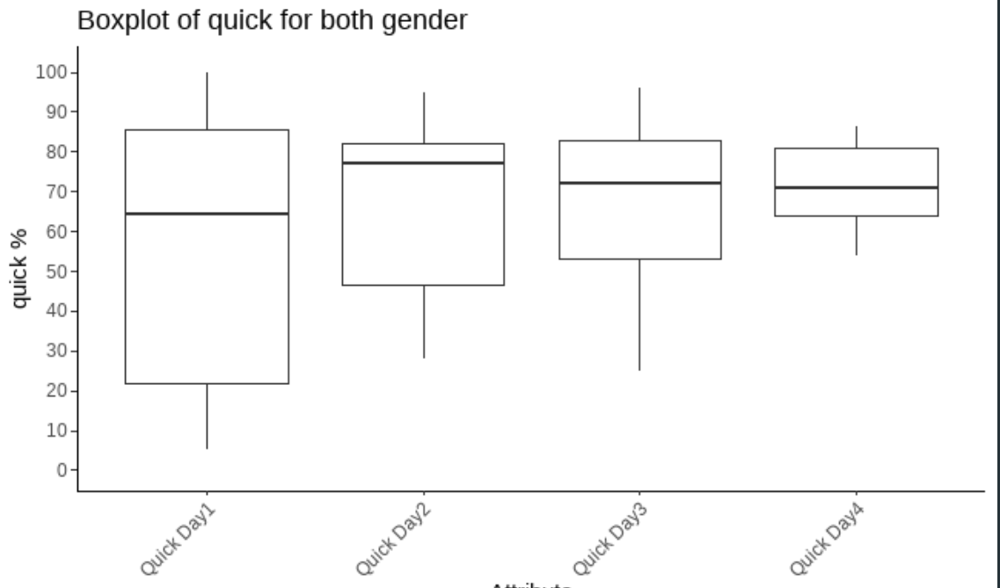 Boxplot of quick for both gender
quick %
100
90
80
70
60
50
40
30
20
10
0
Quick Day1
Quick Day2
Quick Day3
Quick Day4